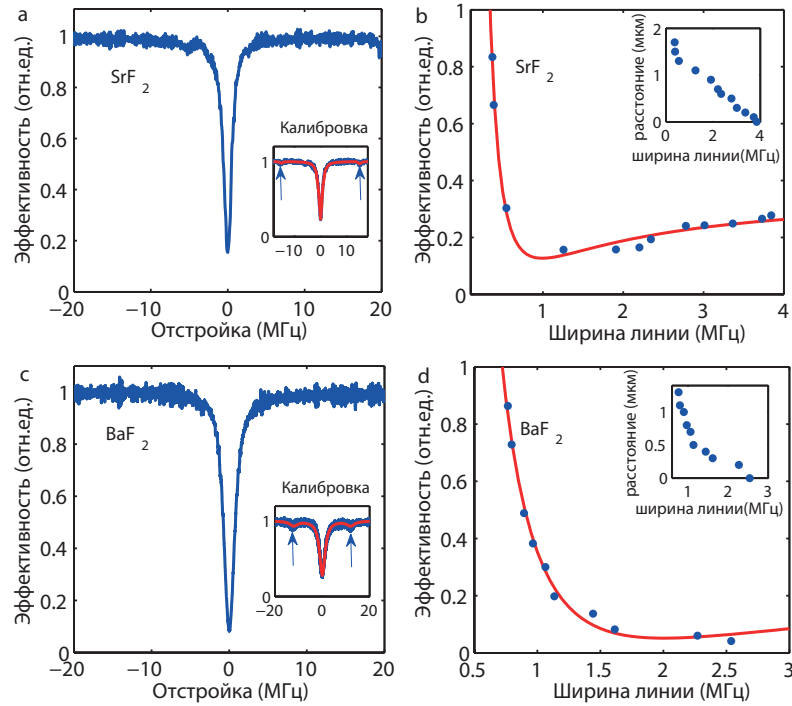 a
Эффективность (отн.ед.)
1
0.8
0.6
0.4
0.2
0
SrF 2
Калибровка
1
0
−10 0 10
−20 −10 0 10 20
Отстройка (МГц)
b
Эффективность (отн.ед.)
1
0.8
0.6
0.4
0.2
0
SrF 2
расстояние (мкм)
2
1
0
0 2 4
ширина линии(МГц)
1 2 3 4
Ширина линии (МГц)
c
Эффективность (отн.ед.)
1
0.8
0.6
0.4
0.2
0
BaF 2
Калибровка
1
0
−20 0 20
−20 −10 0 10 20
Отстройка (МГц)
d
Эффективность (отн.ед.)
1
0.8
0.6
0.4
0.2
0
BaF 2
расстояние (мкм)
1
0.5
0
1 2 3
ширина линии(МГц)
0.5 1 1.5 2 2.5 3
Ширина линии (МГц)